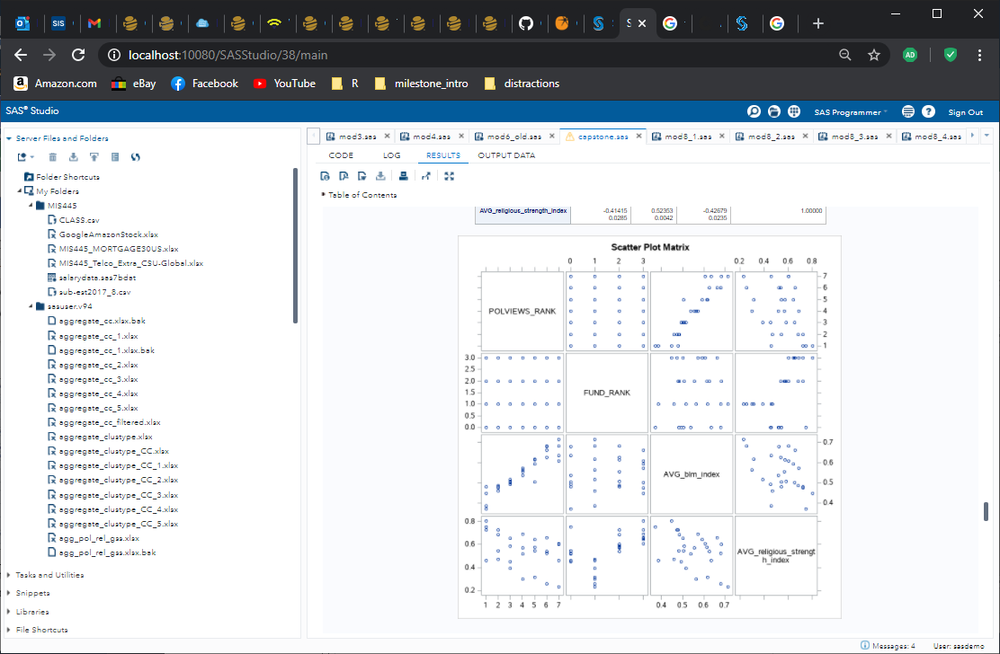 SIS
S
localhost:10080/SASStudio/38/main
AD
Amazon.com
eBay
Facebook
YouTube
R
milestone_intro
distractions
SAS® Studio
SAS Programmer
Sign Out
Server Files and Folders
Folder Shortcuts
My Folders
MIS445
CLASS.csv
GoogleAmazonStock.xlsx
MIS445_MORTGAGE30US.xlsx
MIS445_Telco_Extra_CSU-Global.xlsx
salarydata.sas7bdat
sub-est2017_8.csv
sasuser.v94
aggregate_cc.xlsx.bak
aggregate_cc_1.xlsx
aggregate_cc_1.xlsx.bak
aggregate_cc_2.xlsx
aggregate_cc_3.xlsx
aggregate_cc_4.xlsx
aggregate_cc_5.xlsx
aggregate_cc_filtered.xlsx
aggregate_clustype.xlsx
aggregate_clustype_CC.xlsx
aggregate_clustype_CC_1.xlsx
aggregate_clustype_CC_2.xlsx
aggregate_clustype_CC_3.xlsx
aggregate_clustype_CC_4.xlsx
aggregate_clustype_CC_5.xlsx
agg_pol_rel_gss.xlsx
agg_pol_rel_gss.xlsx.bak
Tasks and Utilities
Snippets
Libraries
File Shortcuts
mod3.sas
mod4.sas
mod6_old.sas
capstone.sas
mod8_1.sas
mod8_2.sas
mod8_3.sas
mod8_4.sas
CODE
LOG
RESULTS
OUTPUT DATA
Table of Contents
AVG_religious_strength_index -0.41415 0.52353 -0.42679 1.00000
0.0285 0.0042 0.0235
Scatter Plot Matrix
0 1 2 3 0.2 0.4 0.6 0.8
POLVIEWS_RANK
7
6
5
4
3
2
1
3.0
2.5
2.0
1.5
1.0
0.5
0.0
FUND_RANK
AVG_blm_index
0.7
0.6
0.5
0.4
0.8
0.6
0.4
0.2
AVG_religious_strengt
h_index
1 2 3 4 5 6 7 0.4 0.5 0.6 0.7
Messages: 4
User: sasdemo